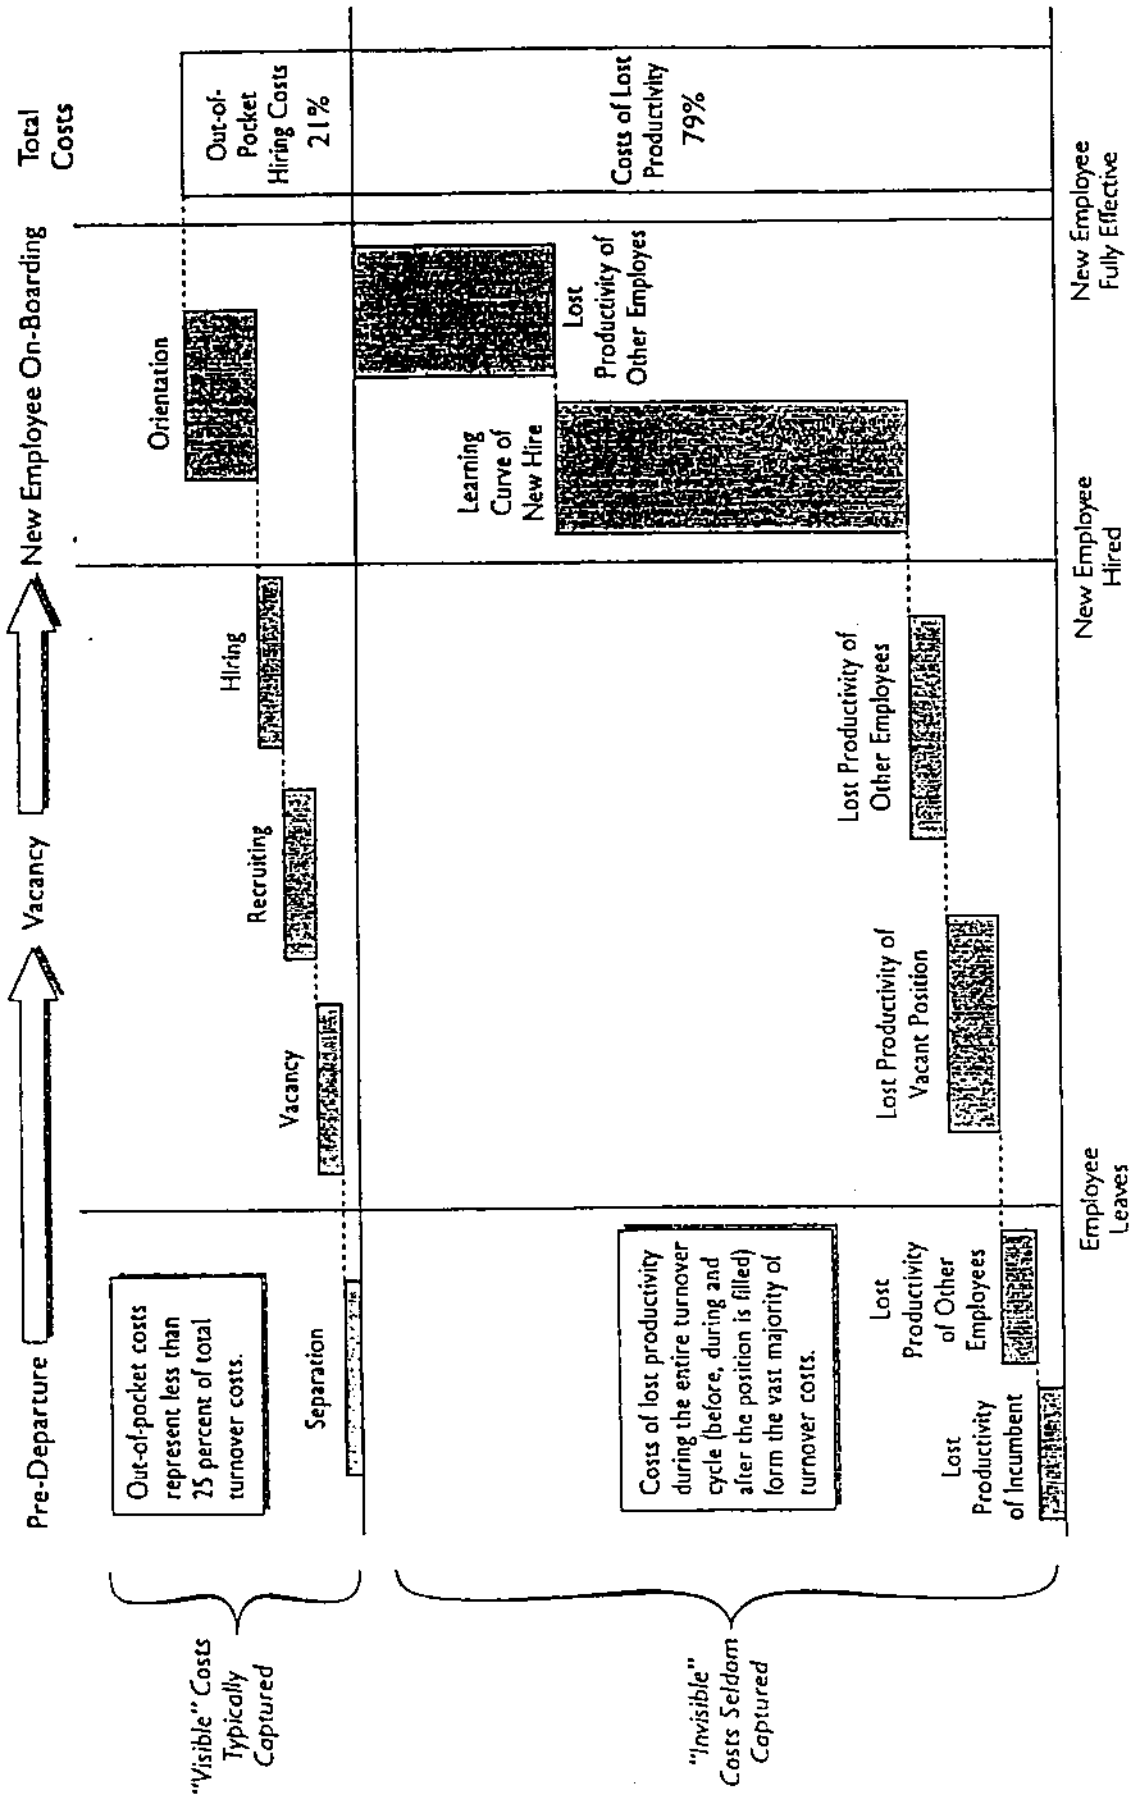 Pre-Departure
Vacancy
New Employee On-Boarding
Total
Costs
"Visible" Costs
Typically
Captured
Out-of-pocket costs
represent less than
25 percent of total
turnover costs.
Separation
Vacancy
Recruiting
Hiring
Orientation
Out-of-
Pocket
Hiring Costs
21%
"Invisible"
Costs Seldom
Captured
Costs of lost productivity
during the entire turnover
cycle (before, during and
after the position is filled)
form the vast majority of
turnover costs.
Lost
Productivity
of Incumbent
Lost
Productivity
of Other
Employees
Lost Productivity of
Vacant Position
Lost Productivity of
Other Employees
Learning
Curve of
New Hire
Lost
Productivity of
Other Employes
Costs of Lost
Productivity
79%
Employee
Leaves
New Employee
Hired
New Employee
Fully Effective